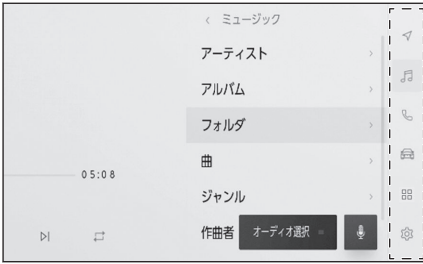 ミュージック
アーティスト
アルバム
フォルダ
曲
05:08
ジャンル
作曲者
オーディオ選択